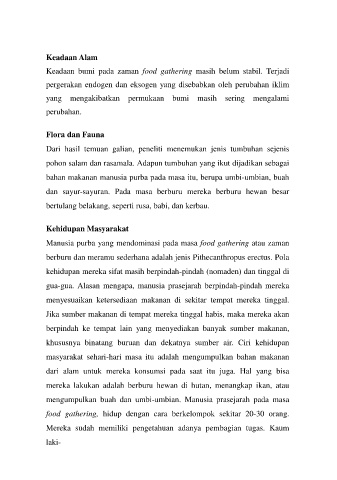 Keadaan Alam
Keadaan bumi pada zaman food gathering masih belum stabil. Terjadi
pergerakan endogen dan eksogen yang disebabkan oleh perubahan iklim
yang mengakibatkan permukaan bumi masih sering mengalami
perubahan.
Flora dan Fauna
Dari hasil temuan galian, peneliti menemukan jenis tumbuhan sejenis
pohon salam dan rasamala. Adapun tumbuhan yang ikut dijadikan sebagai
bahan makanan manusia purba pada masa itu, berupa umbi-umbian, buah
dan sayur-sayuran. Pada masa berburu mereka berburu hewan besar
bertulang belakang, seperti rusa, babi, dan kerbau.
Kehidupan Masyarakat
Manusia purba yang mendominasi pada masa food gathering atau zaman
berburu dan meramu sederhana adalah jenis Pithecanthropus erectus. Pola
kehidupan mereka sifat masih berpindah-pindah (nomaden) dan tinggal di
gua-gua. Alasan mengapa, manusia prasejarah berpindah-pindah mereka
menyesuaikan ketersediaan makanan di sekitar tempat mereka tinggal.
Jika sumber makanan di tempat mereka tinggal habis, maka mereka akan
berpindah ke tempat lain yang menyediakan banyak sumber makanan,
khususnya binatang buruan dan dekatnya sumber air. Ciri kehidupan
masyarakat sehari-hari masa itu adalah mengumpulkan bahan makanan
dari alam untuk mereka konsumsi pada saat itu juga. Hal yang bisa
mereka lakukan adalah berburu hewan di hutan, menangkap ikan, atau
mengumpulkan buah dan umbi-umbian. Manusia prasejarah pada masa
food gathering, hidup dengan cara berkelompok sekitar 20-30 orang.
Mereka sudah memiliki pengetahuan adanya pembagian tugas. Kaum
laki-